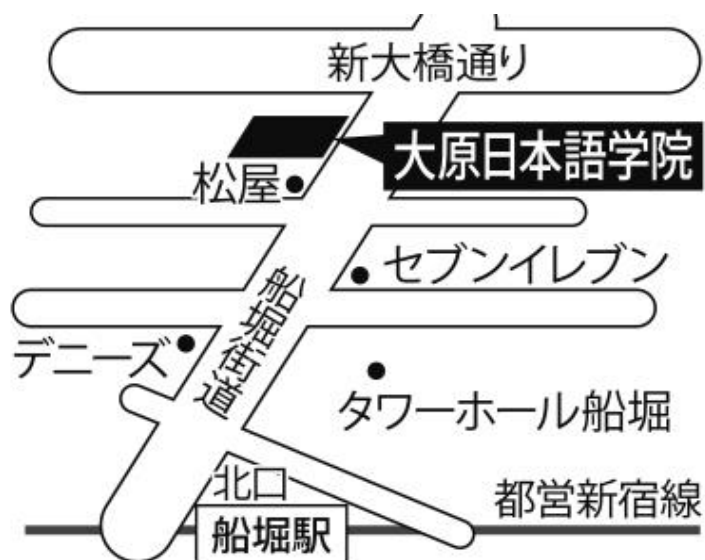 新大橋通り
大原日本語学院
松屋
セブンイレブン
船堀街道
デニーズ
タワーホール船堀
北口
都営新宿線
船堀駅